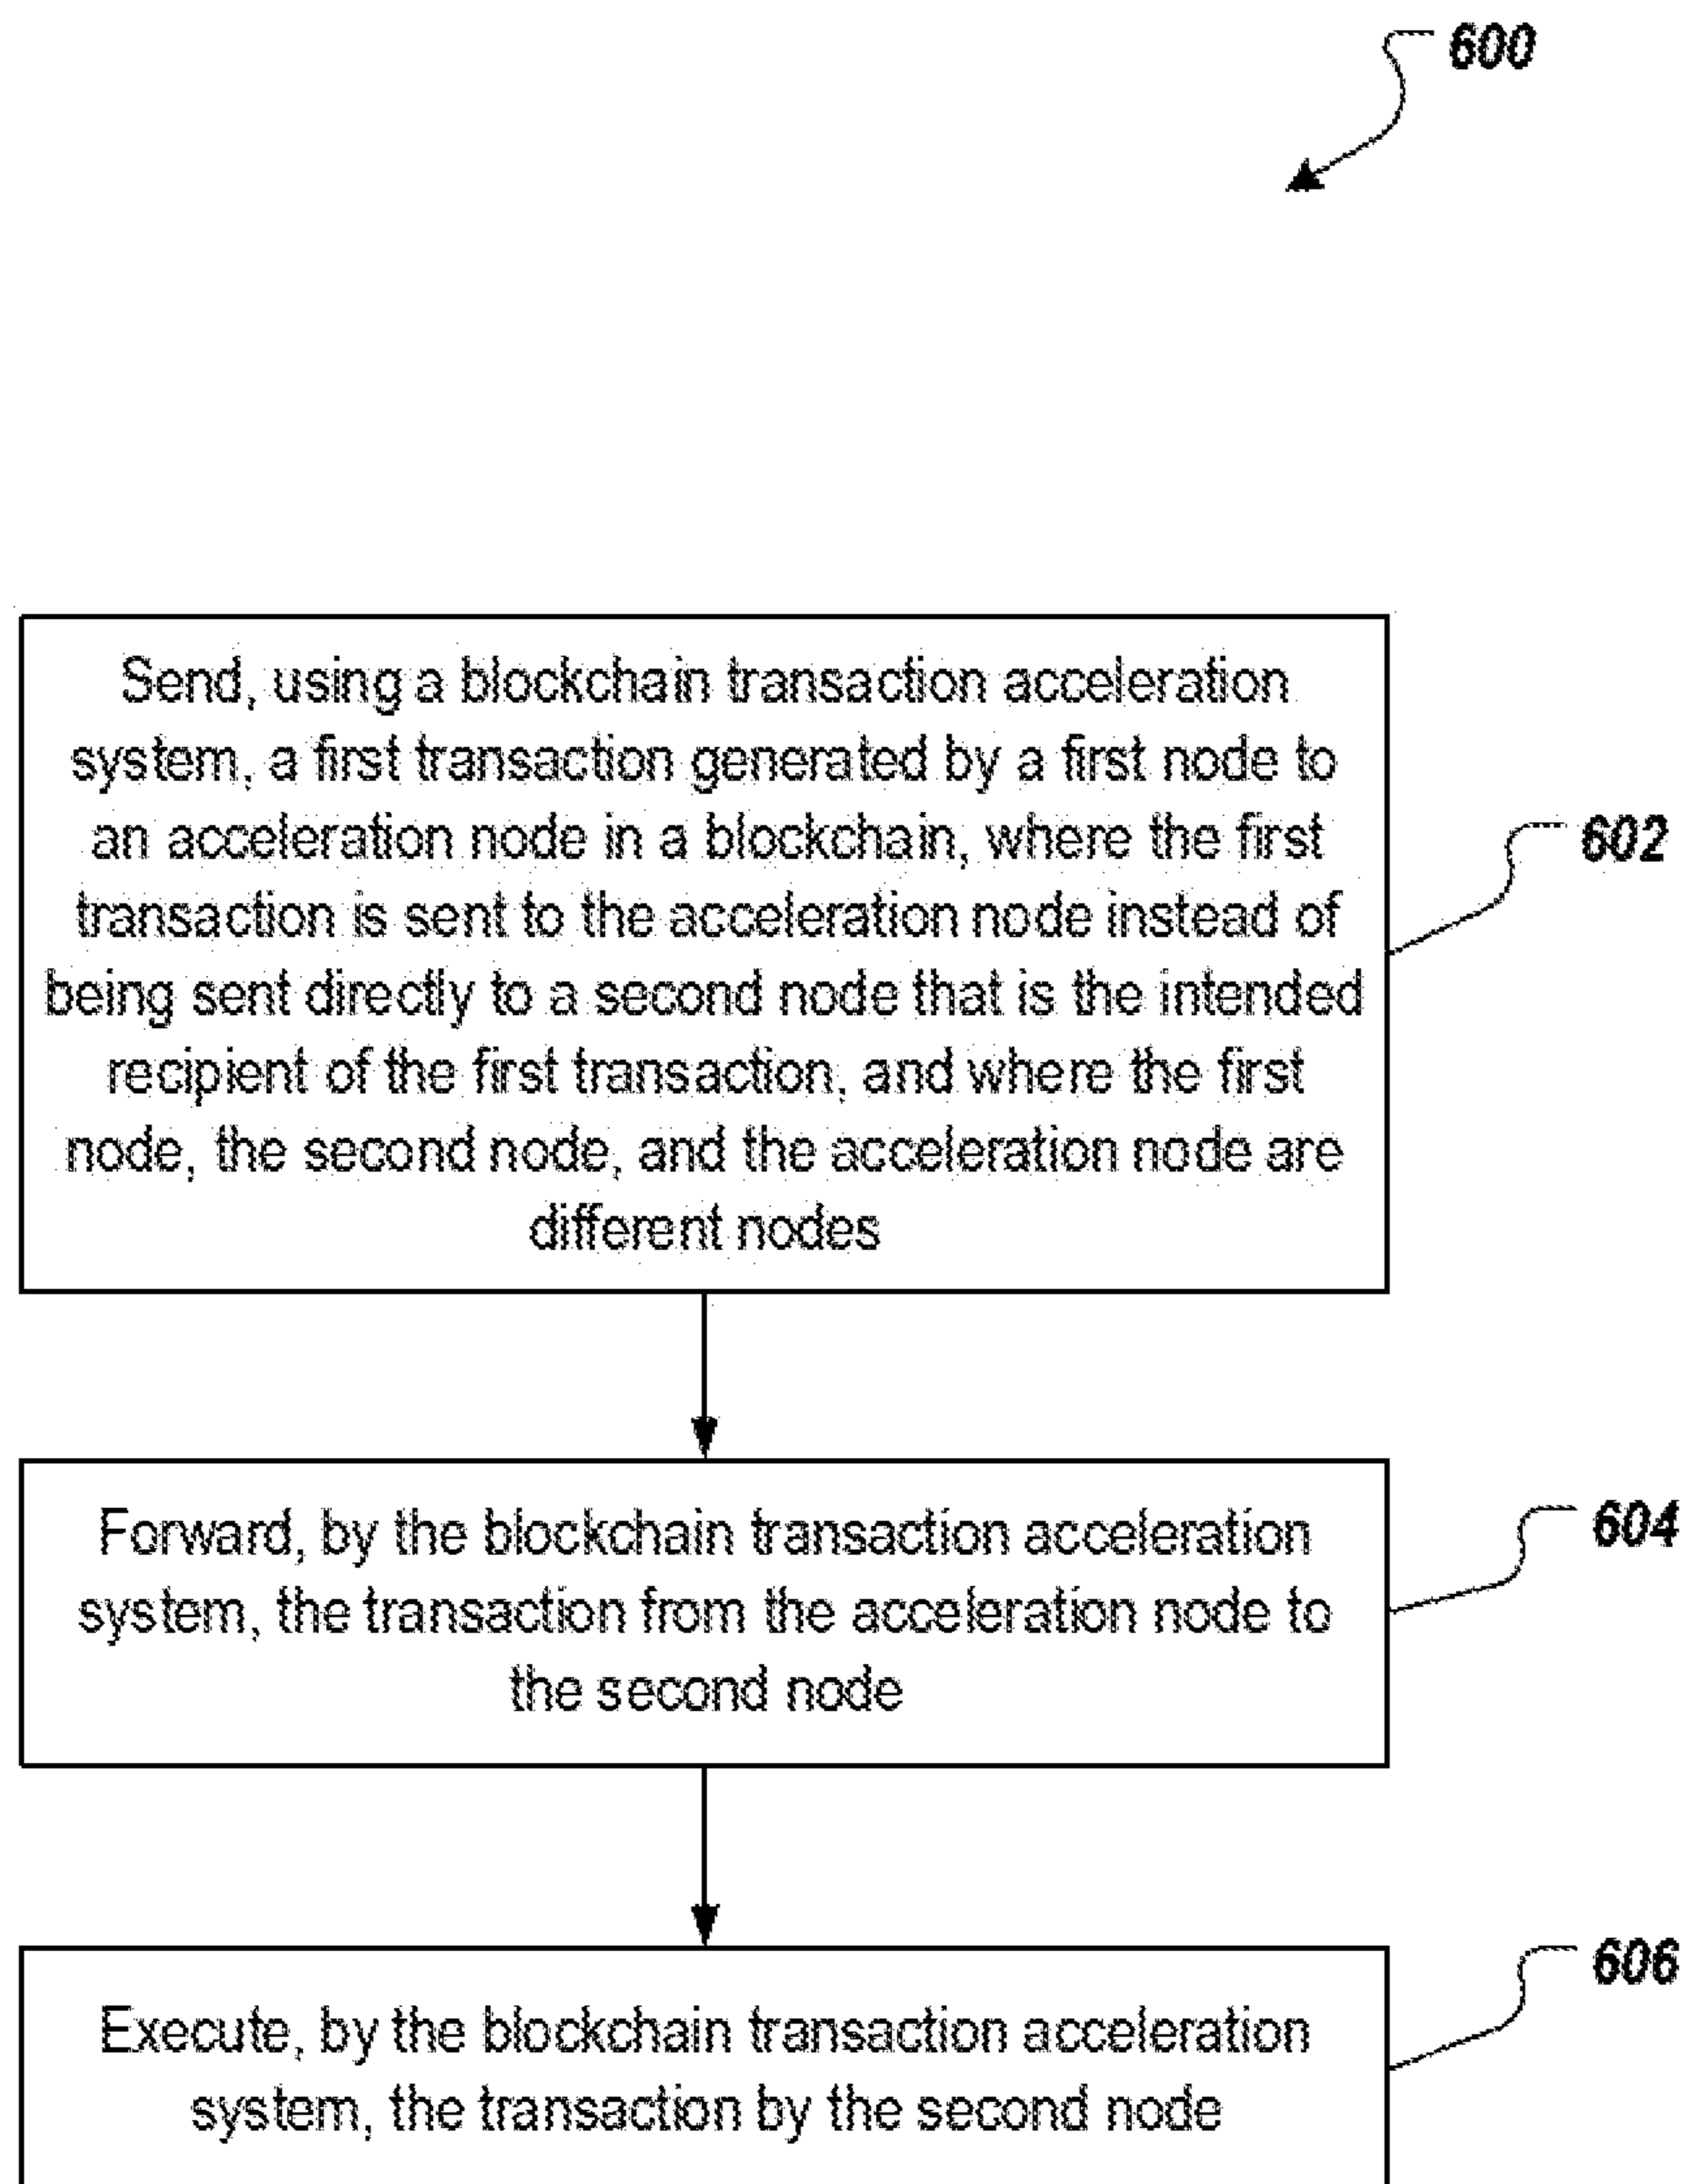 600
Send, using a blockchain transaction acceleration
system, a first transaction generated by a first node to
an acceleration node in a blockchain, where the first
602
transaction is sent to the acceleration node instead of
being sent directly to a second node that is the intended
recipient of the first transaction, and where the first
node, the second node, and the acceleration node are
different nodes
Forward, by the blockchain transaction acceleration
604
system, the transaction from the acceleration node to
the second node
606
Execute, by the blockchain transaction acceleration
system, the transaction by the second node